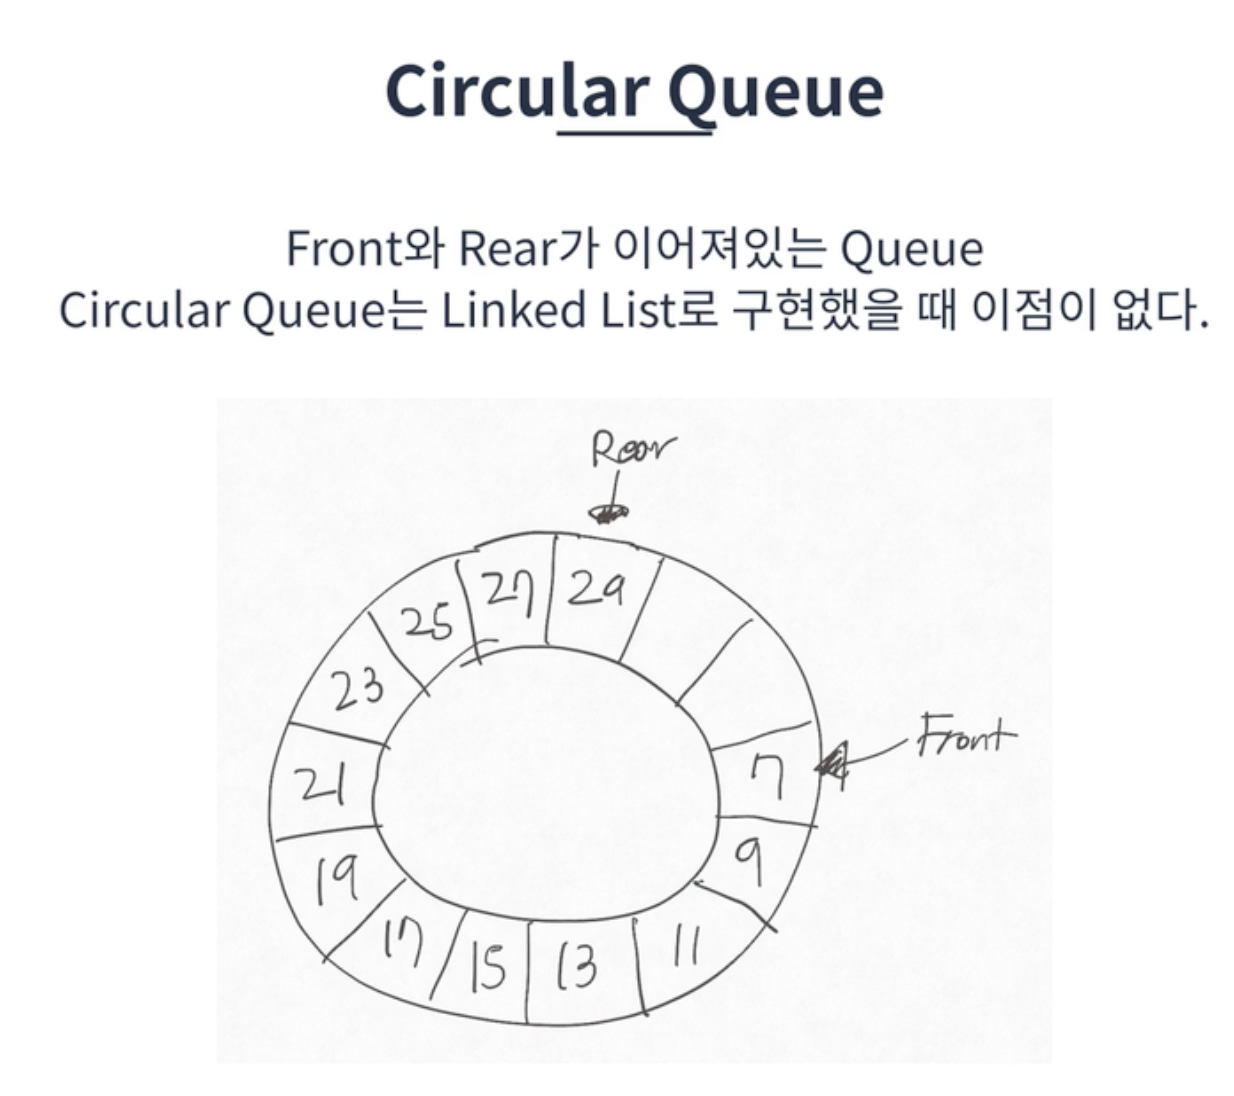 Circular Queue
Front와 Rear가 이어져있는 Queue
Circular Queue는 Linked List로 구현했을 때 이점이 없다.
Rear
27
29
25
23
Front
7
21
9
19
17
15
13
11